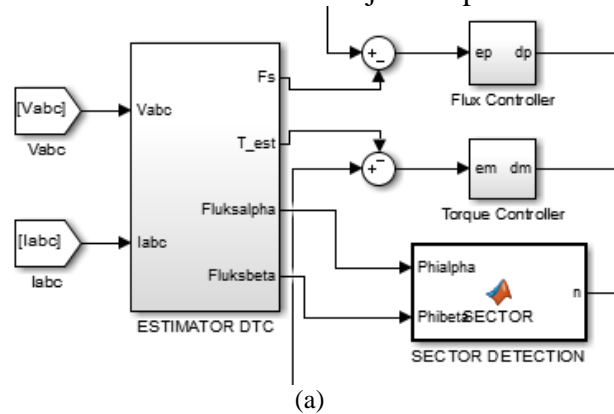 Fs
+
_
ep dp
Flux Controller
[Vabc]
Vabc
Vabc
T_est
+
−
em dm
Torque Controller
Fluksalpha
[Iabc]
Iabc
Iabc
Fluksbeta
Phialpha
n
Phibeta
SECTOR
ESTIMATOR DTC
SECTOR DETECTION
(a)